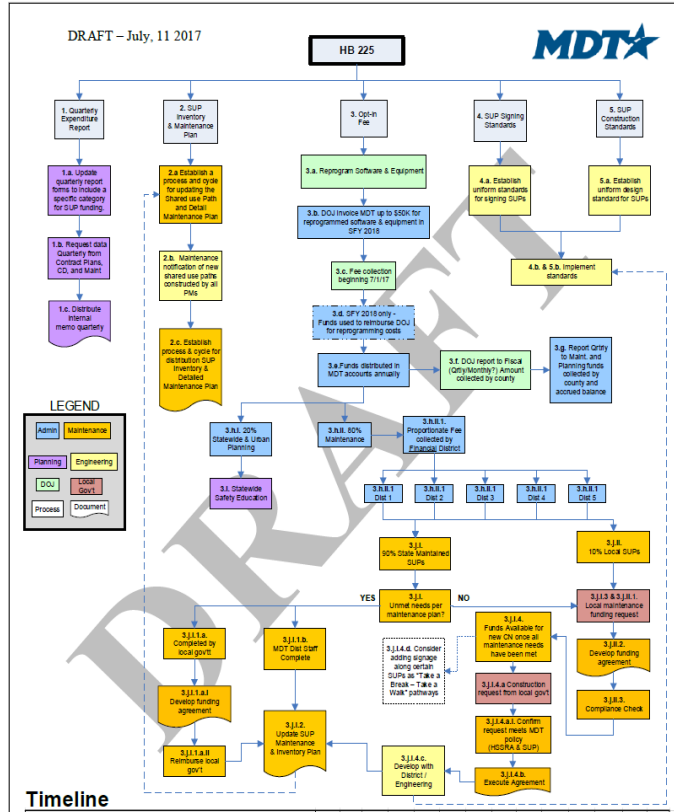 DRAFT – July, 11 2017
HB 225
MDT
1. Quarterly
Expenditure
Report
2. SUP
Inventory
& Maintenance
Plan
3. Opt-in
Fee
4. SUP Signing
Standards
5. SUP
Construction
Standards
1.a. Update
quarterly report
forms to include a
specific category
for SUP funding.
2.a Establish a
process and cycle
for updating the
Shared use Path
and Detail
Maintenance Plan
3.a. Reprogram Software & Equipment
4.a. Establish
uniform standards
for signing SUPs
5.a. Establish
uniform design
standard for SUPs
3.b. DOJ Invoice MDT up to $50K for
reprogrammed software & equipment in
SFY 2018
1.b. Request data
Quarterly from
Contract Plans,
CD, and Maint
2.b. Maintenance
notification of new
shared use paths
constructed by all
PMs
3.c. Fee collection
beginning 7/1/17
4.b. & 5.b. Implement
standards
1.c. Distribute
internal
memo quarterly
3.d. SFY 2018 only -
Funds used to reimburse DOJ
for reprogramming costs
2.c. Establish
process & cycle for
distribution SUP
Inventory &
Detailed
Maintenance Plan
3.e. Funds distributed in
MDT accounts annually
3.f. DOJ report to Fiscal
(Qrtly/Monthly?) Amount
collected by county
3.g. Report Qrtly
to Maint. and
Planning funds
collected by
county and
accrued balance
LEGEND
Admin
Maintenance
Planning
Engineering
DOJ
Local
Gov't
Process
Document
3.h.I. 20%
Statewide & Urban
Planning
3.h.II. 80%
Maintenance
3.h.II.1.
Proportionate Fee
collected by
Financial District
3.i. Statewide
Safety Education
3.h.II.1
Dist 1
3.h.II.1
Dist 2
3.h.II.1
Dist 3
3.h.II.1
Dist 4
3.h.II.1
Dist 5
3.j.I.
90% State Maintained
SUPs
3.j.II.
10% Local SUPs
YES
3.j.I.
Unmet needs per
maintenance plan?
NO
3.j.I.3 & 3.j.II.1.
Local maintenance
funding request
3.j.I.1.a.
Completed by
local gov't
3.j.I.1.b.
MDT Dist Staff
Complete
3.j.I.4.d. Consider
adding signage
along certain
SUPs as "Take a
Break – Take a
Walk" pathways
3.j.I.4.
Funds Available for
new CN once all
maintenance needs
have been met
3.j.II.2.
Develop funding
agreement
3.j.I.4.a Construction
request from local gov't
3.j.I.1.a.I
Develop funding
agreement
3.j.II.3.
Compliance Check
3.j.I.2.
Update SUP
Maintenance
& Inventory Plan
3.j.I.4.a.I. Confirm
request meets MDT
policy
(HSSRA & SUP)
3.j.I.1.a.II
Reimburse local
gov't
3.j.I.4.c.
Develop with
District /
Engineering
3.j.I.4.b.
Execute Agreement
DRAFT
Timeline